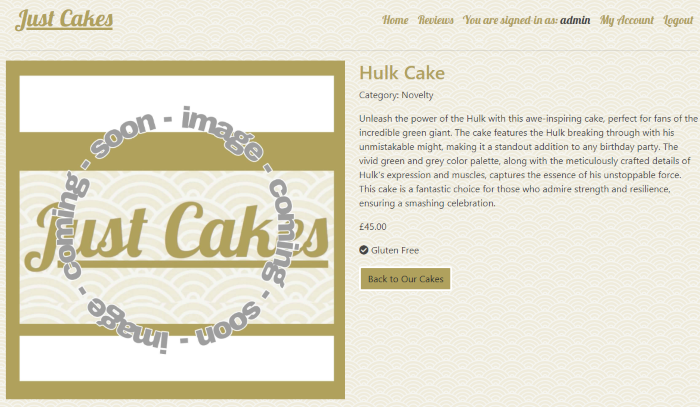 Just Cakes
Home Reviews You are signed in as: admin My Account Logout
Just Cakes
image - coming - soon - image - coming - soon -
Hulk Cake
Category: Novelty
Unleash the power of the Hulk with this awe-inspiring cake, perfect for fans of the
incredible green giant. The cake features the Hulk breaking through with his
unmistakable might, making it a standout addition to any birthday party. The
vivid green and grey color palette, along with the meticulously crafted details of
Hulk's expression and muscles, captures the essence of his unstoppable force.
This cake is a fantastic choice for those who admire strength and resilience,
ensuring a smashing celebration.
£45.00
Gluten Free
Back to Our Cakes